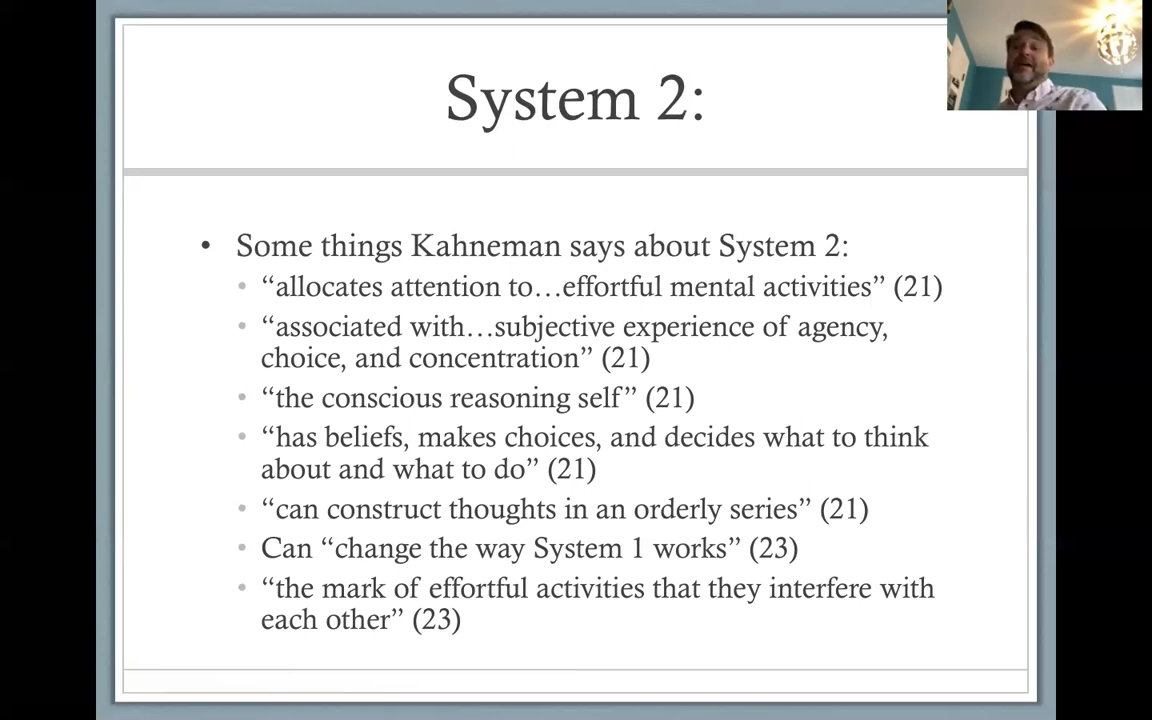 System 2:
• Some things Kahneman says about System 2:
• “allocates attention to…effortful mental activities” (21)
• “associated with…subjective experience of agency,
choice, and concentration” (21)
• “the conscious reasoning self” (21)
• “has beliefs, makes choices, and decides what to think
about and what to do” (21)
• “can construct thoughts in an orderly series” (21)
• Can “change the way System 1 works” (23)
• “the mark of effortful activities that they interfere with
each other” (23)